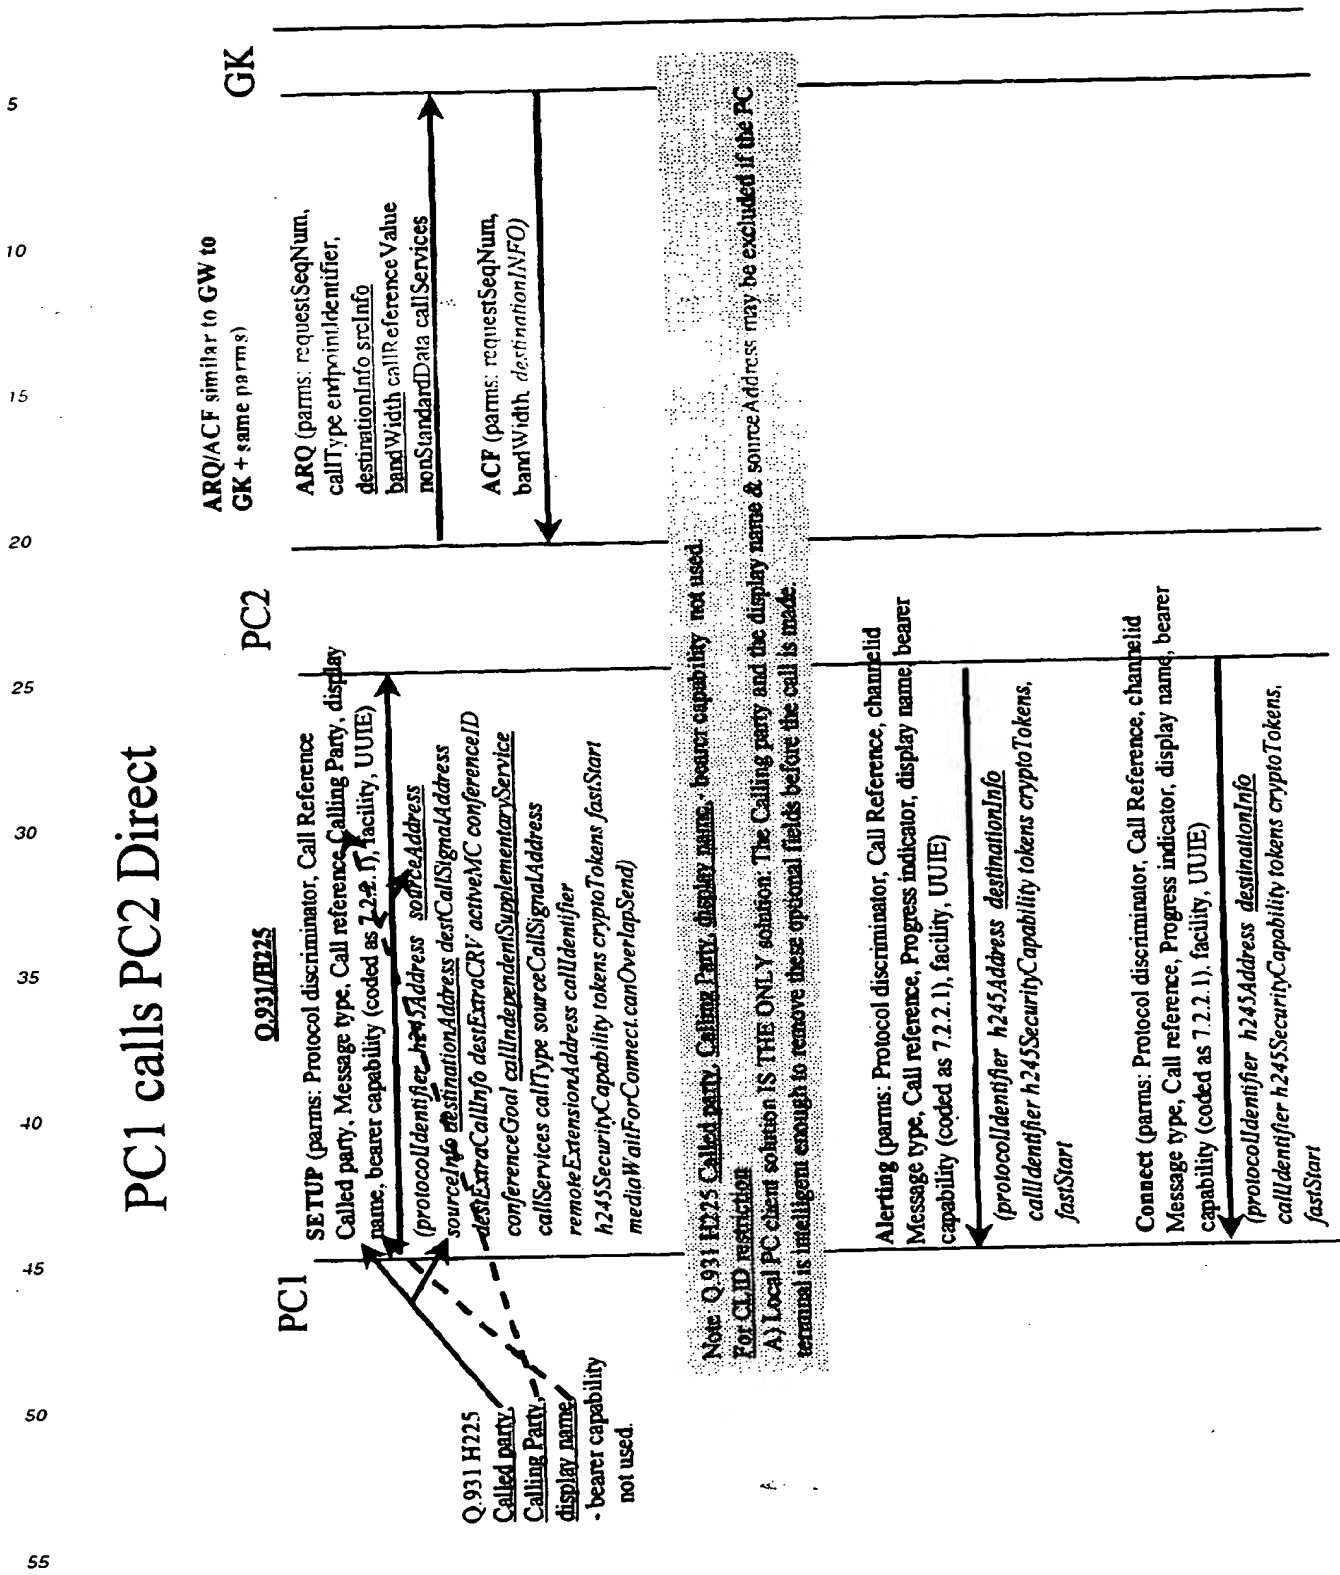 PC1 calls PC2 Direct
PC1
Q.931/H225
PC2
GK
SETUP (parms: Protocol discriminator, Call Reference
Called party, Message type, Call reference, Calling Party, display
name, bearer capability (coded as 7.2.2.1), facility, UUIE)
(protocolIdentifier h245Address sourceAddress
sourceInfo destinationAddress destCallSignalAddress
destExtraCallInfo destExtraCRV activeMC conferenceID
conferenceGoal callIndependentSupplementaryService
callServices callType sourceCallSignalAddress
remoteExtensionAddress callIdentifier
h245SecurityCapability tokens cryptoTokens fastStart
mediaWaitForConnect.canOverlapSend)
Q.931 H225
Called party,
Calling Party,
display name,
- bearer capability
not used.
ARQ/ACF similar to GW to
GK + same parms)
ARQ (parms: requestSeqNum,
callType endpointIdentifier,
destinationInfo srcInfo
bandWidth callReferenceValue
nonStandardData callServices
ACF (parms: requestSeqNum,
bandWidth. destinationINFO)
Note: Q.931 H225 Called party, Calling Party, display name, - bearer capability not used.
For CLID restriction
A) Local PC client solution IS THE ONLY solution: The Calling party and the display name & sourceAddress may be excluded if the PC
terminal is intelligent enough to remove these optional fields before the call is made.
Alerting (parms: Protocol discriminator, Call Reference, channelid
Message type, Call reference, Progress indicator, display name, bearer
capability (coded as 7.2.2.1), facility, UUIE)
(protocolIdentifier h245Address destinationInfo
callIdentifier h245SecurityCapability tokens cryptoTokens,
fastStart
Connect (parms: Protocol discriminator, Call Reference, channelid
Message type, Call reference, Progress indicator, display name, bearer
capability (coded as 7.2.2.1). facility, UUIE)
(protocolIdentifier h245Address destinationInfo
callIdentifier h245SecurityCapability tokens cryptoTokens,
fastStart
5
10
15
20
25
30
35
40
45
50
55